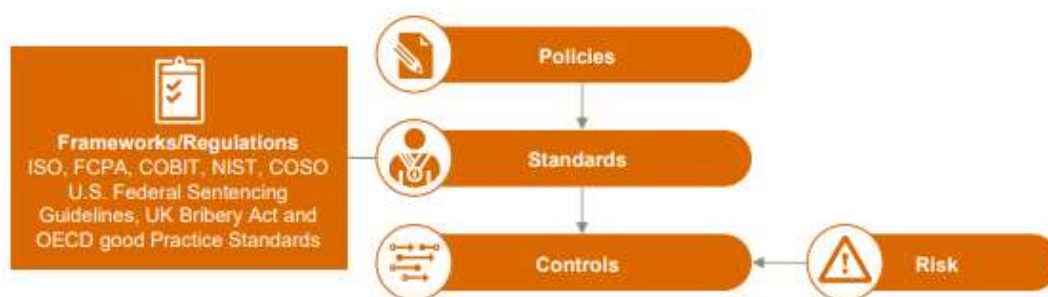 Frameworks/Regulations
ISO, FCPA, COBIT, NIST, COSO
U.S. Federal Sentencing
Guidelines, UK Bribery Act and
OECD good Practice Standards
Policies
Standards
Controls
Risk